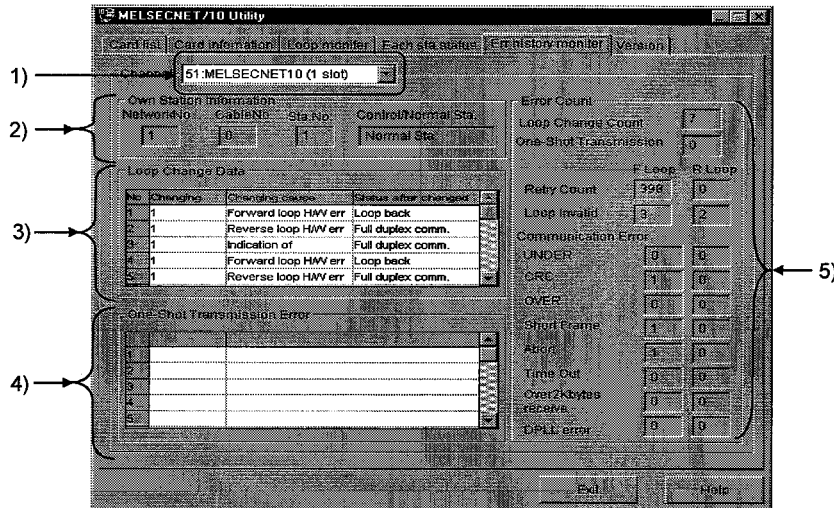 MELSECNET/10 Utility
Card list Card infomation Loop moniter Each sta.status Err.history moniter Version
1)
Channel 51:MELSECNET10 (1 slot)
2)
Own Station Information
NetworkNo. CableNo. Sta.No. Control/Normal Sta.
1 0 1 Normal Sta.
3)
Loop Change Data
No Changing Changing cause Status after changed
1 1 Forward loop H/W err Loop back
2 1 Reverse loop H/W err Full duplex comm.
3 1 Indication of Full duplex comm.
4 1 Forward loop H/W err Loop back
5 1 Reverse loop H/W err Full duplex comm.
4)
One-Shot Transmission Error
1
2
3
4
5
Error Count
Loop Change Count 7
One-Shot Transmission 0
F Loop R Loop
Retry Count 398 0
Loop Invalid 3 2
Communication Error
UNDER 0 0
CRC 1 0
OVER 0 0
Short Frame 1 0
Abort 0
Time Out 0 0
Over2kbytes receive 0 0
DPLL error 0 0
5)
Exit Help